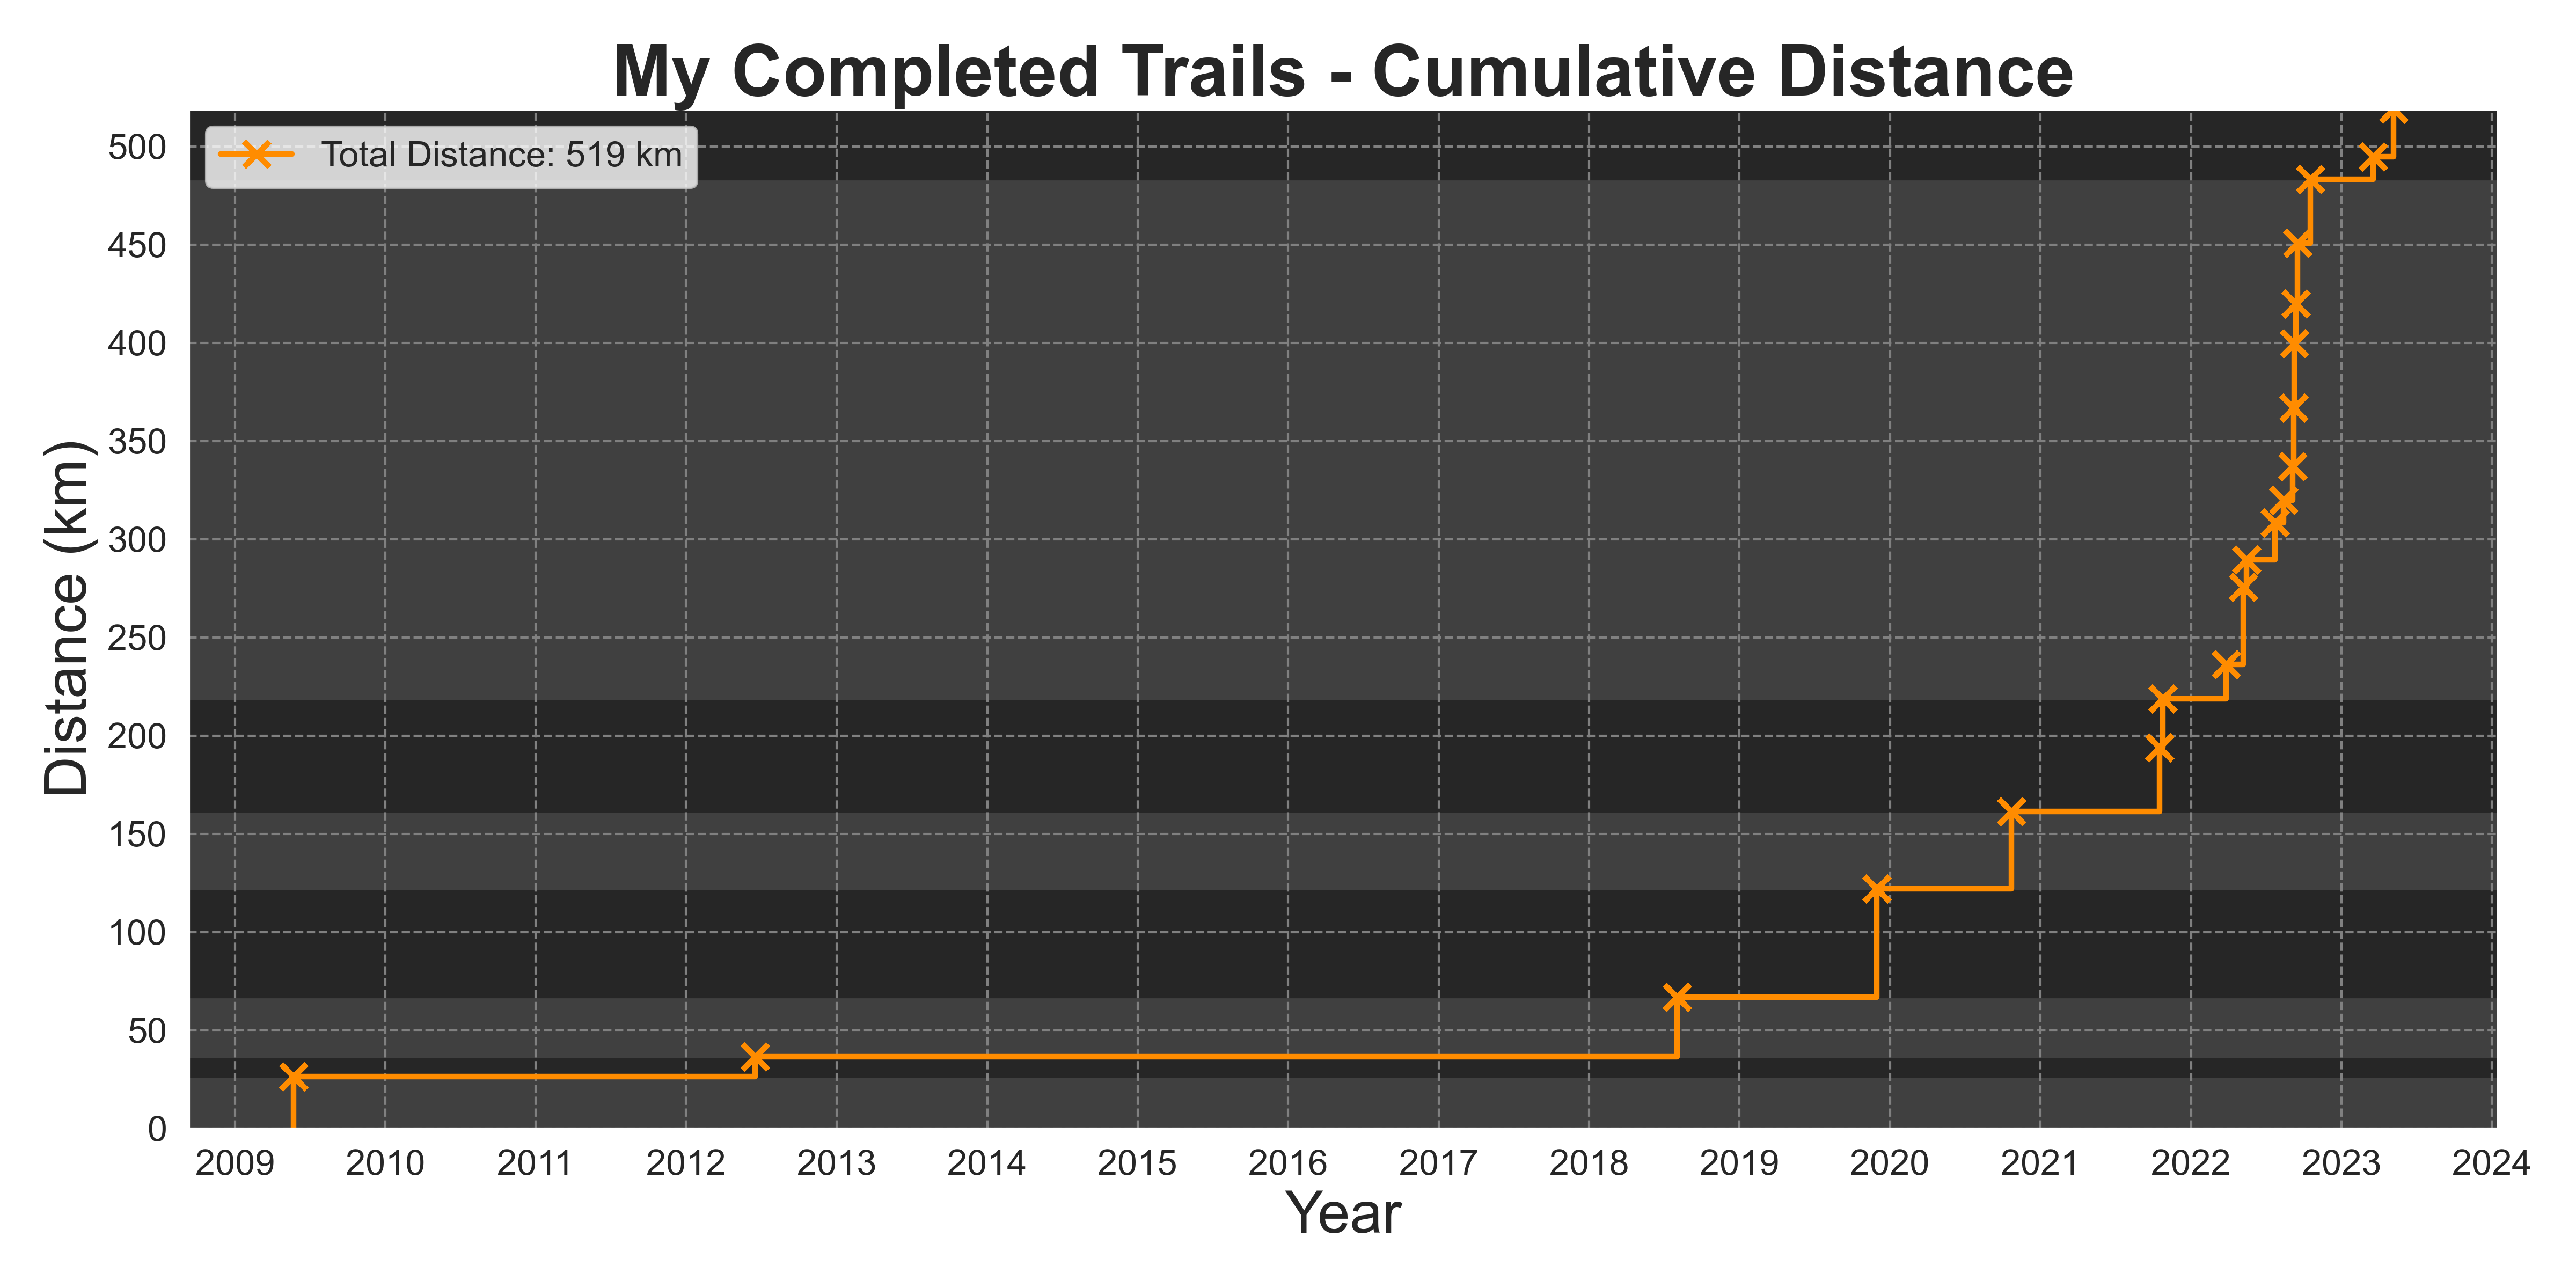 My Completed Trails - Cumulative Distance
Total Distance: 519 km
Distance (km)
500
450
400
350
300
250
200
150
100
50
0
2009 2010 2011 2012 2013 2014 2015 2016 2017 2018 2019 2020 2021 2022 2023 2024
Year